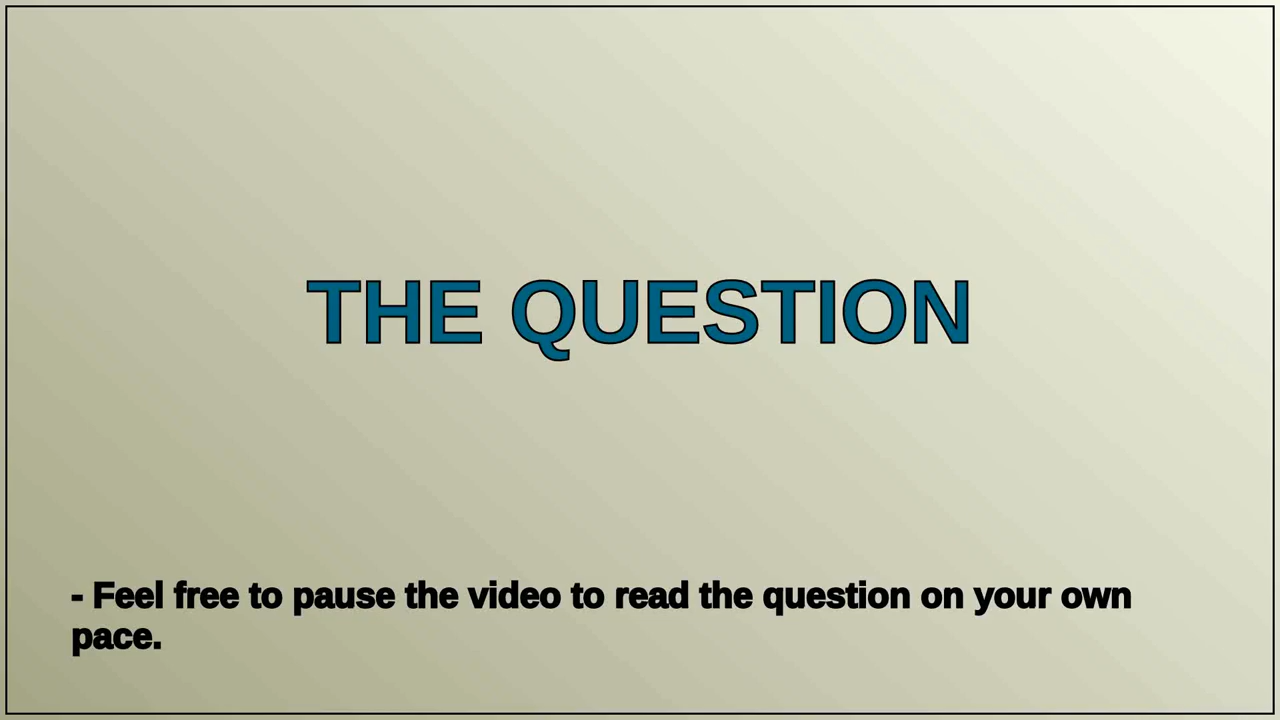 THE QUESTION
- Feel free to pause the video to read the question on your own
pace.